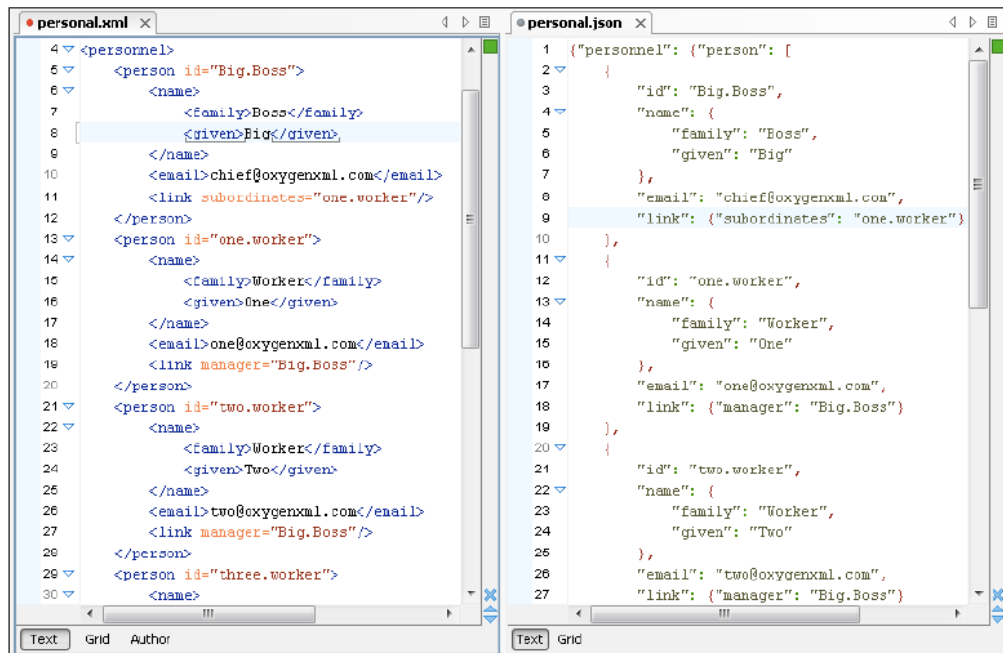 personal.xml
4 <personnel>
5 <person id="Big.Boss">
6 <name>
7 <family>Boss</family>
8 <given>Big</given>
9 </name>
10 <email>chief@oxygenxml.com</email>
11 <link subordinates="one.worker"/>
12 </person>
13 <person id="one.worker">
14 <name>
15 <family>Worker</family>
16 <given>One</given>
17 </name>
18 <email>one@oxygenxml.com</email>
19 <link manager="Big.Boss"/>
20 </person>
21 <person id="two.worker">
22 <name>
23 <family>Worker</family>
24 <given>Two</given>
25 </name>
26 <email>two@oxygenxml.com</email>
27 <link manager="Big.Boss"/>
28 </person>
29 <person id="three.worker">
30 <name>
Text Grid Author
personal.json
1 {"personnel": {"person": [
2 {
3 "id": "Big.Boss",
4 "name": {
5 "family": "Boss",
6 "given": "Big"
7 },
8 "email": "chief@oxygenxml.com",
9 "link": {"subordinates": "one.worker"}
10 },
11 {
12 "id": "one.worker",
13 "name": {
14 "family": "Worker",
15 "given": "One"
16 },
17 "email": "one@oxygenxml.com",
18 "link": {"manager": "Big.Boss"}
19 },
20 {
21 "id": "two.worker",
22 "name": {
23 "family": "Worker",
24 "given": "Two"
25 },
26 "email": "two@oxygenxml.com",
27 "link": {"manager": "Big.Boss"}
Text Grid